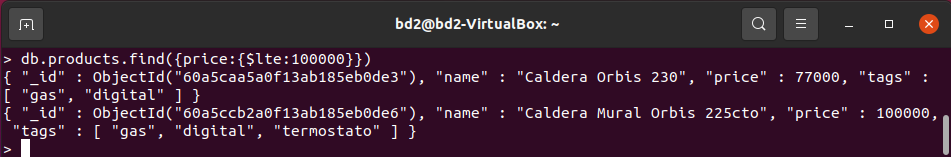 bd2@bd2-VirtualBox: ~
> db.products.find({price:{$lte:100000}})
{ "_id" : ObjectId("60a5caa5a0f13ab185eb0de3"), "name" : "Caldera Orbis 230", "price" : 77000, "tags" :
[ "gas", "digital" ] }
{ "_id" : ObjectId("60a5ccb2a0f13ab185eb0de6"), "name" : "Caldera Mural Orbis 225cto", "price" : 100000,
"tags" : [ "gas", "digital", "termostato" ] }
>